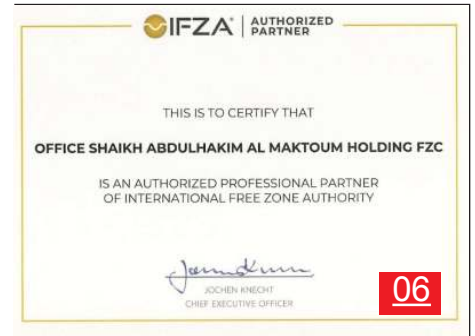 IFZA | AUTHORIZED PARTNER
THIS IS TO CERTIFY THAT
OFFICE SHAIKH ABDULHAKIM AL MAKTOUM HOLDING FZC
IS AN AUTHORIZED PROFESSIONAL PARTNER
OF INTERNATIONAL FREE ZONE AUTHORITY
JOCHEN KNECHT
CHIEF EXECUTIVE OFFICER
06